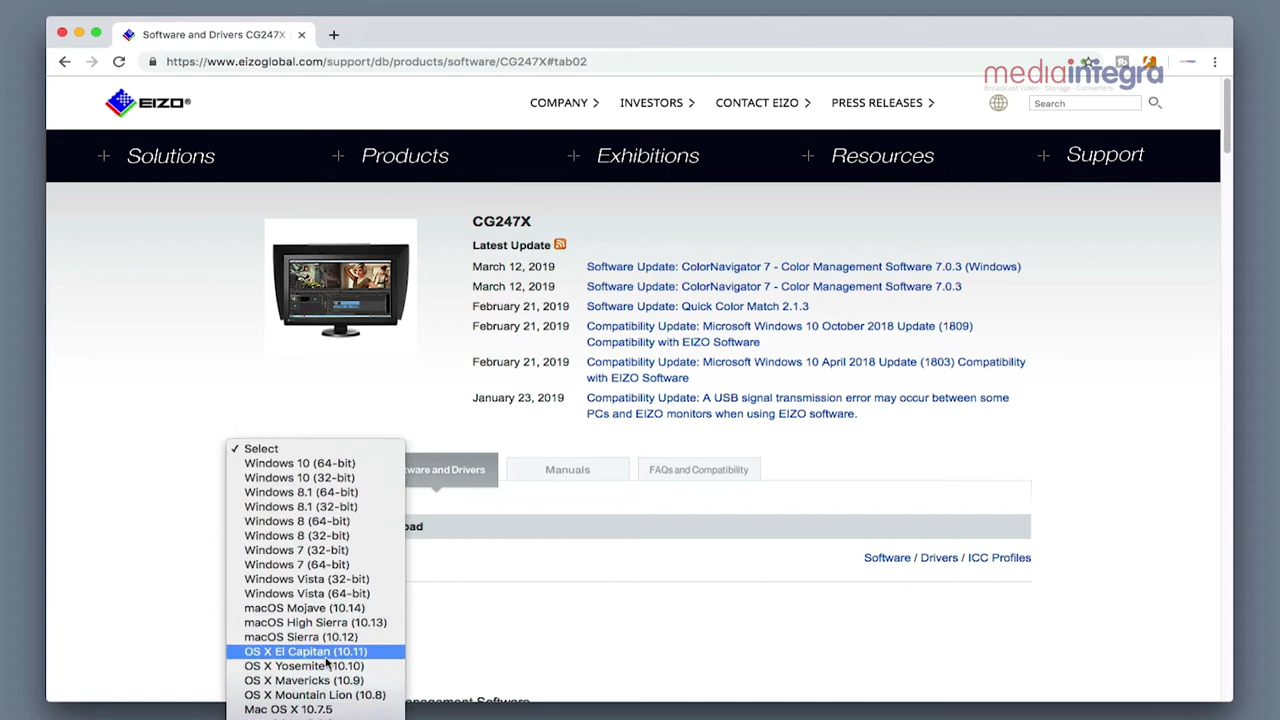 Software and Drivers CG247X
https://www.eizoglobal.com/support/db/products/software/CG247X#tab02
mediaintegra
Broadcast Video - Storage - Converters
EIZO®
COMPANY
INVESTORS
CONTACT EIZO
PRESS RELEASES
Search
Solutions
Products
Exhibitions
Resources
Support
CG247X
Latest Update
March 12, 2019 Software Update: ColorNavigator 7 - Color Management Software 7.0.3 (Windows)
March 12, 2019 Software Update: ColorNavigator 7 - Color Management Software 7.0.3
February 21, 2019 Software Update: Quick Color Match 2.1.3
February 21, 2019 Compatibility Update: Microsoft Windows 10 October 2018 Update (1809)
Compatibility with EIZO Software
February 21, 2019 Compatibility Update: Microsoft Windows 10 April 2018 Update (1803) Compatibility
with EIZO Software
January 23, 2019 Compatibility Update: A USB signal transmission error may occur between some
PCs and EIZO monitors when using EIZO software.
tware and Drivers
Manuals
FAQs and Compatibility
oad
Software / Drivers / ICC Profiles
✓ Select
Windows 10 (64-bit)
Windows 10 (32-bit)
Windows 8.1 (64-bit)
Windows 8.1 (32-bit)
Windows 8 (64-bit)
Windows 8 (32-bit)
Windows 7 (32-bit)
Windows 7 (64-bit)
Windows Vista (32-bit)
Windows Vista (64-bit)
macOS Mojave (10.14)
macOS High Sierra (10.13)
macOS Sierra (10.12)
OS X El Capitan (10.11)
OS X Yosemite (10.10)
OS X Mavericks (10.9)
OS X Mountain Lion (10.8)
Mac OS X 10.7.5